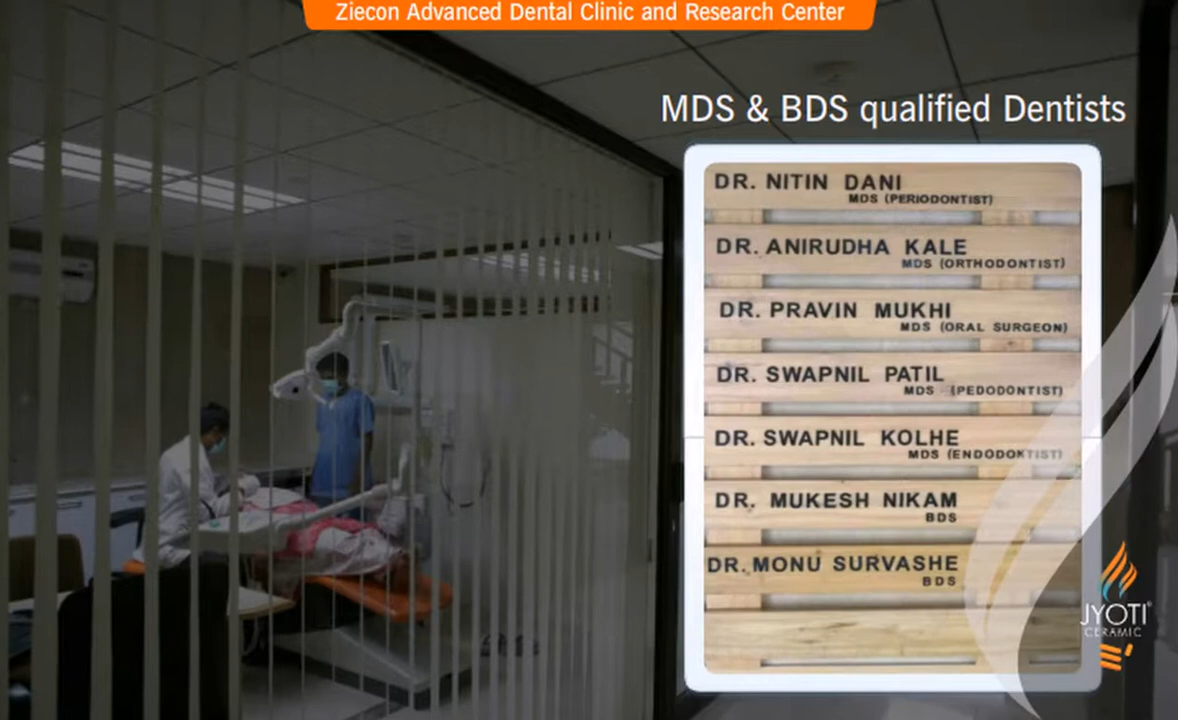 Ziecon Advanced Dental Clinic and Research Center
MDS & BDS qualified Dentists
DR. NITIN DANI
MDS (PERIODONTIST)
DR. ANIRUDHA KALE
MDS (ORTHODONTIST)
DR. PRAVIN MUKHI
MDS (ORAL SURGEON)
DR. SWAPNIL PATIL
MDS (PEDODONTIST)
DR. SWAPNIL KOLHE
MDS (ENDODONTIST)
DR. MUKESH NIKAM
BDS
DR. MONU SURVASHE
BDS
JYOTI®
CERAMIC